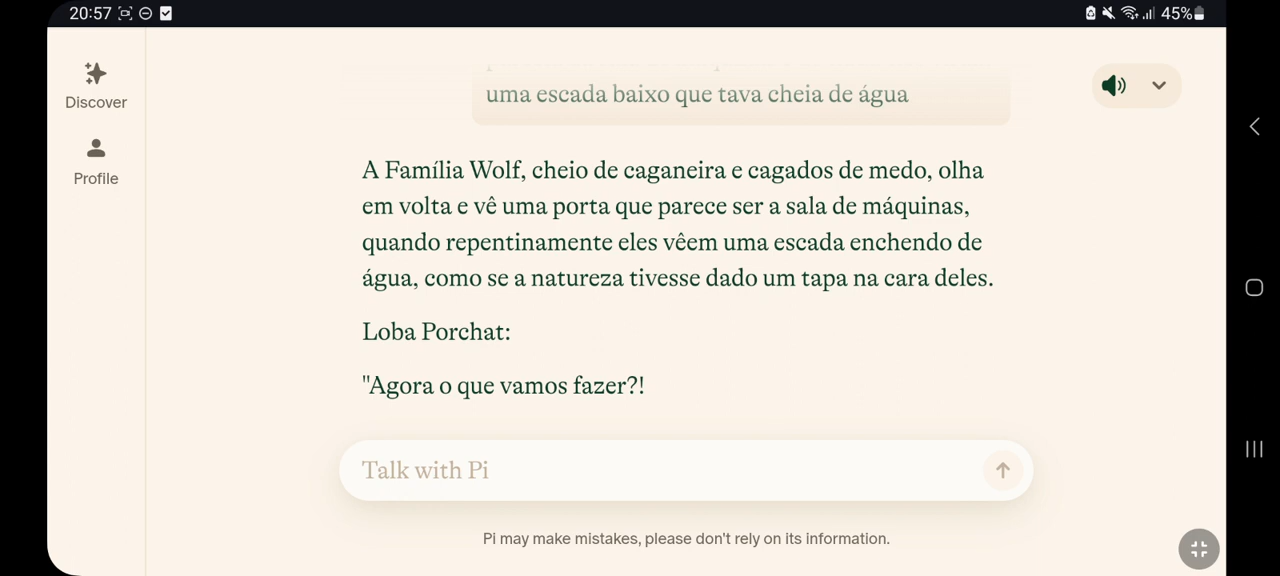 20:57
45%
Discover
Profile
uma escada baixo que tava cheia de água
A Família Wolf, cheio de caganeira e cagados de medo, olha
em volta e vê uma porta que parece ser a sala de máquinas,
quando repentinamente eles vêem uma escada enchendo de
água, como se a natureza tivesse dado um tapa na cara deles.
Loba Porchat:
"Agora o que vamos fazer?!
Talk with Pi
Pi may make mistakes, please don't rely on its information.